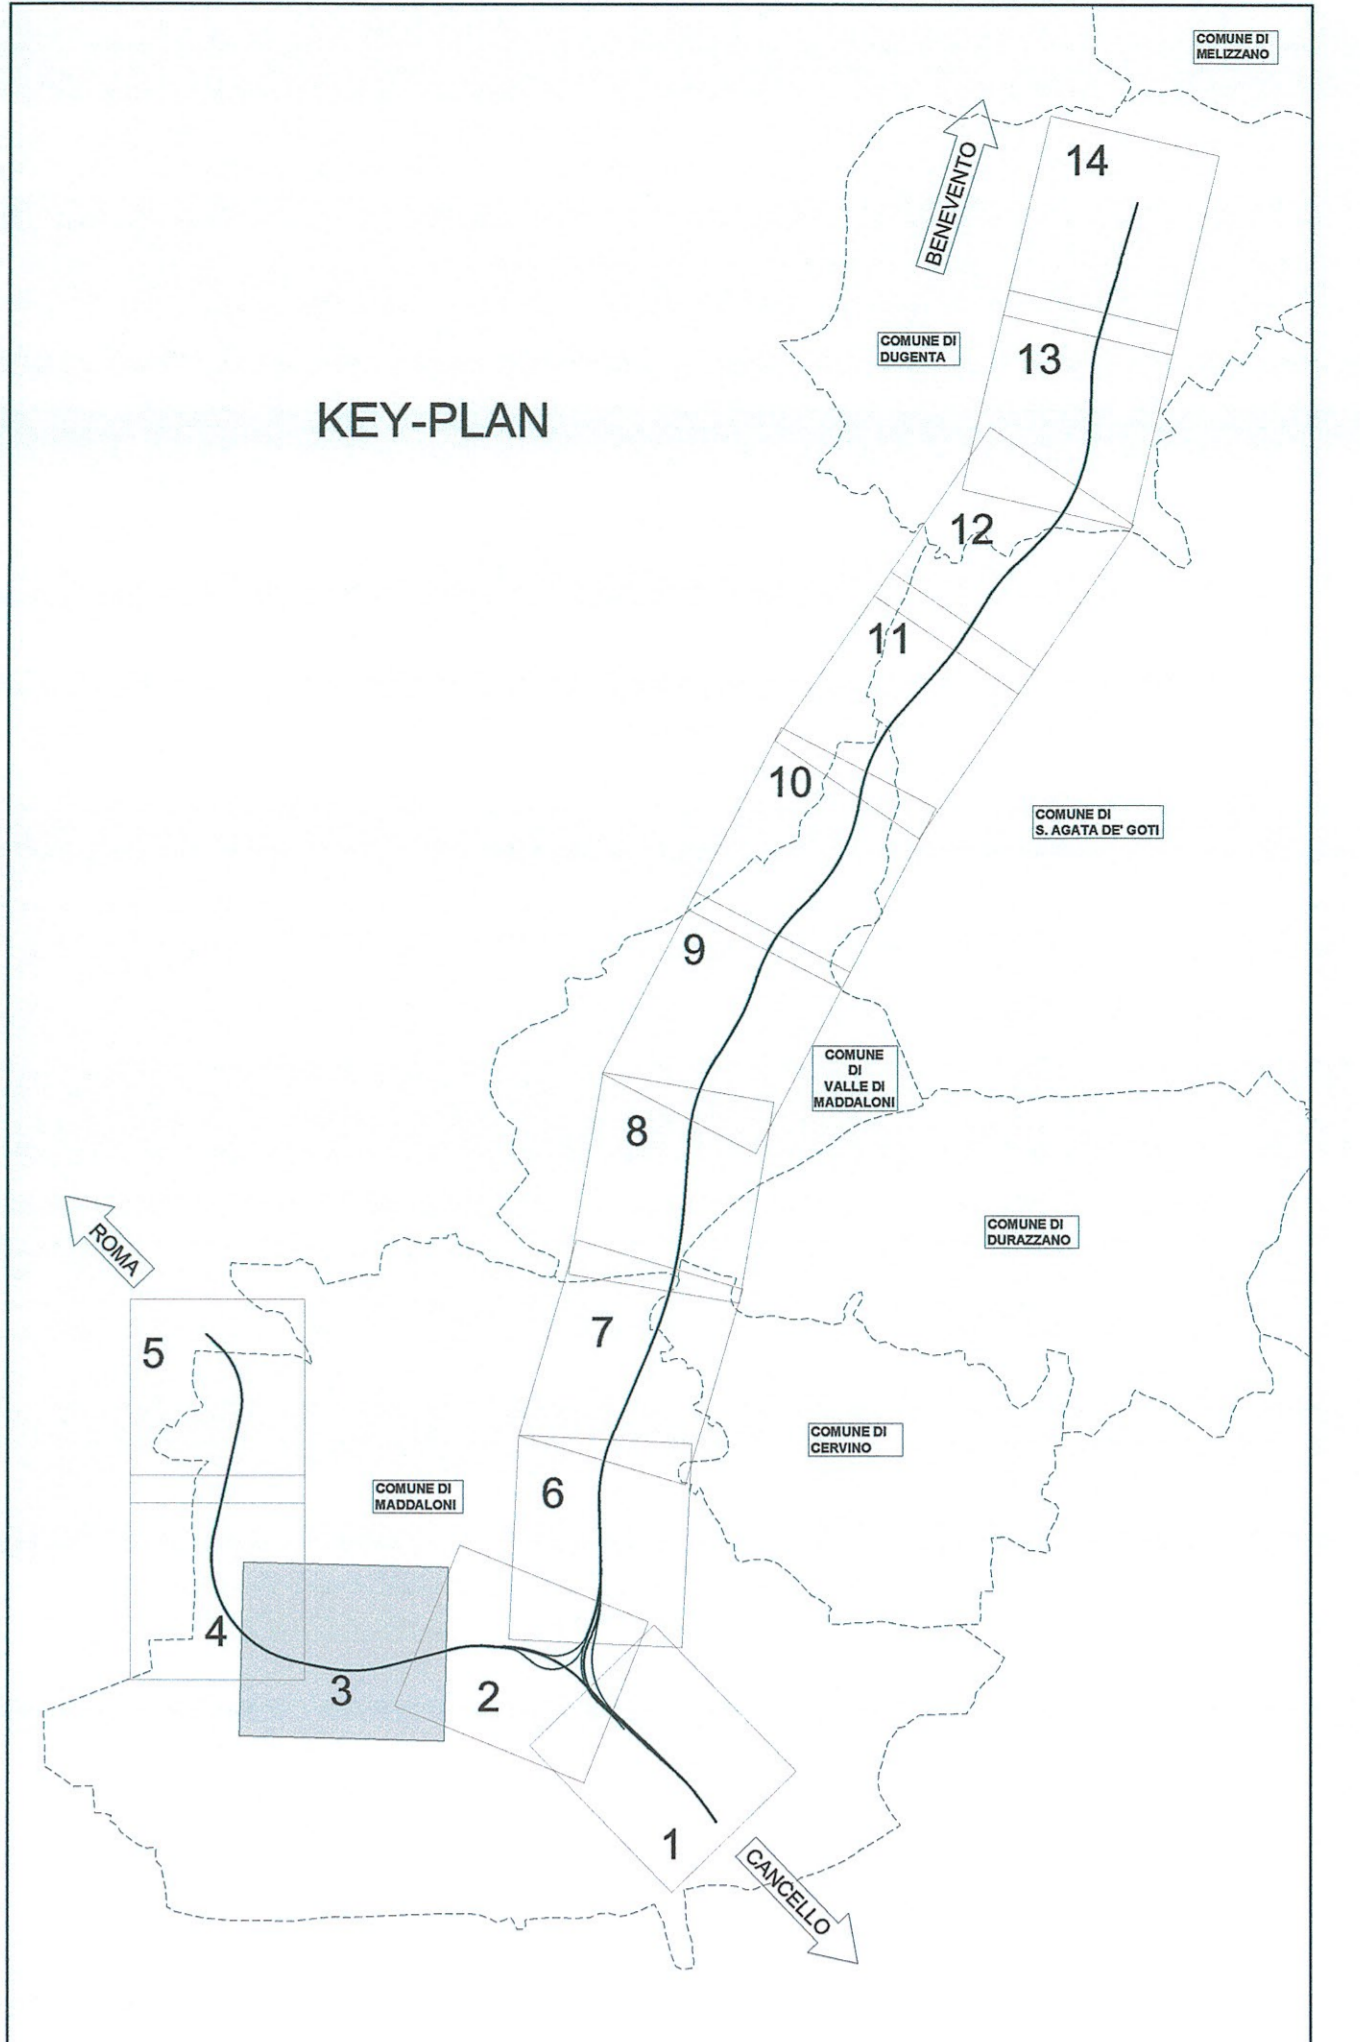 COMUNE DI
MELIZZANO
14
BENEVENTO
COMUNE DI
DUGENTA
13
KEY-PLAN
12
11
10
COMUNE DI
S. AGATA DE' GOTI
9
COMUNE
DI
VALLE DI
MADDALONI
8
COMUNE DI
DURAZZANO
ROMA
7
5
COMUNE DI
CERVINO
6
COMUNE DI
MADDALONI
4
3
2
1
CANCELLO